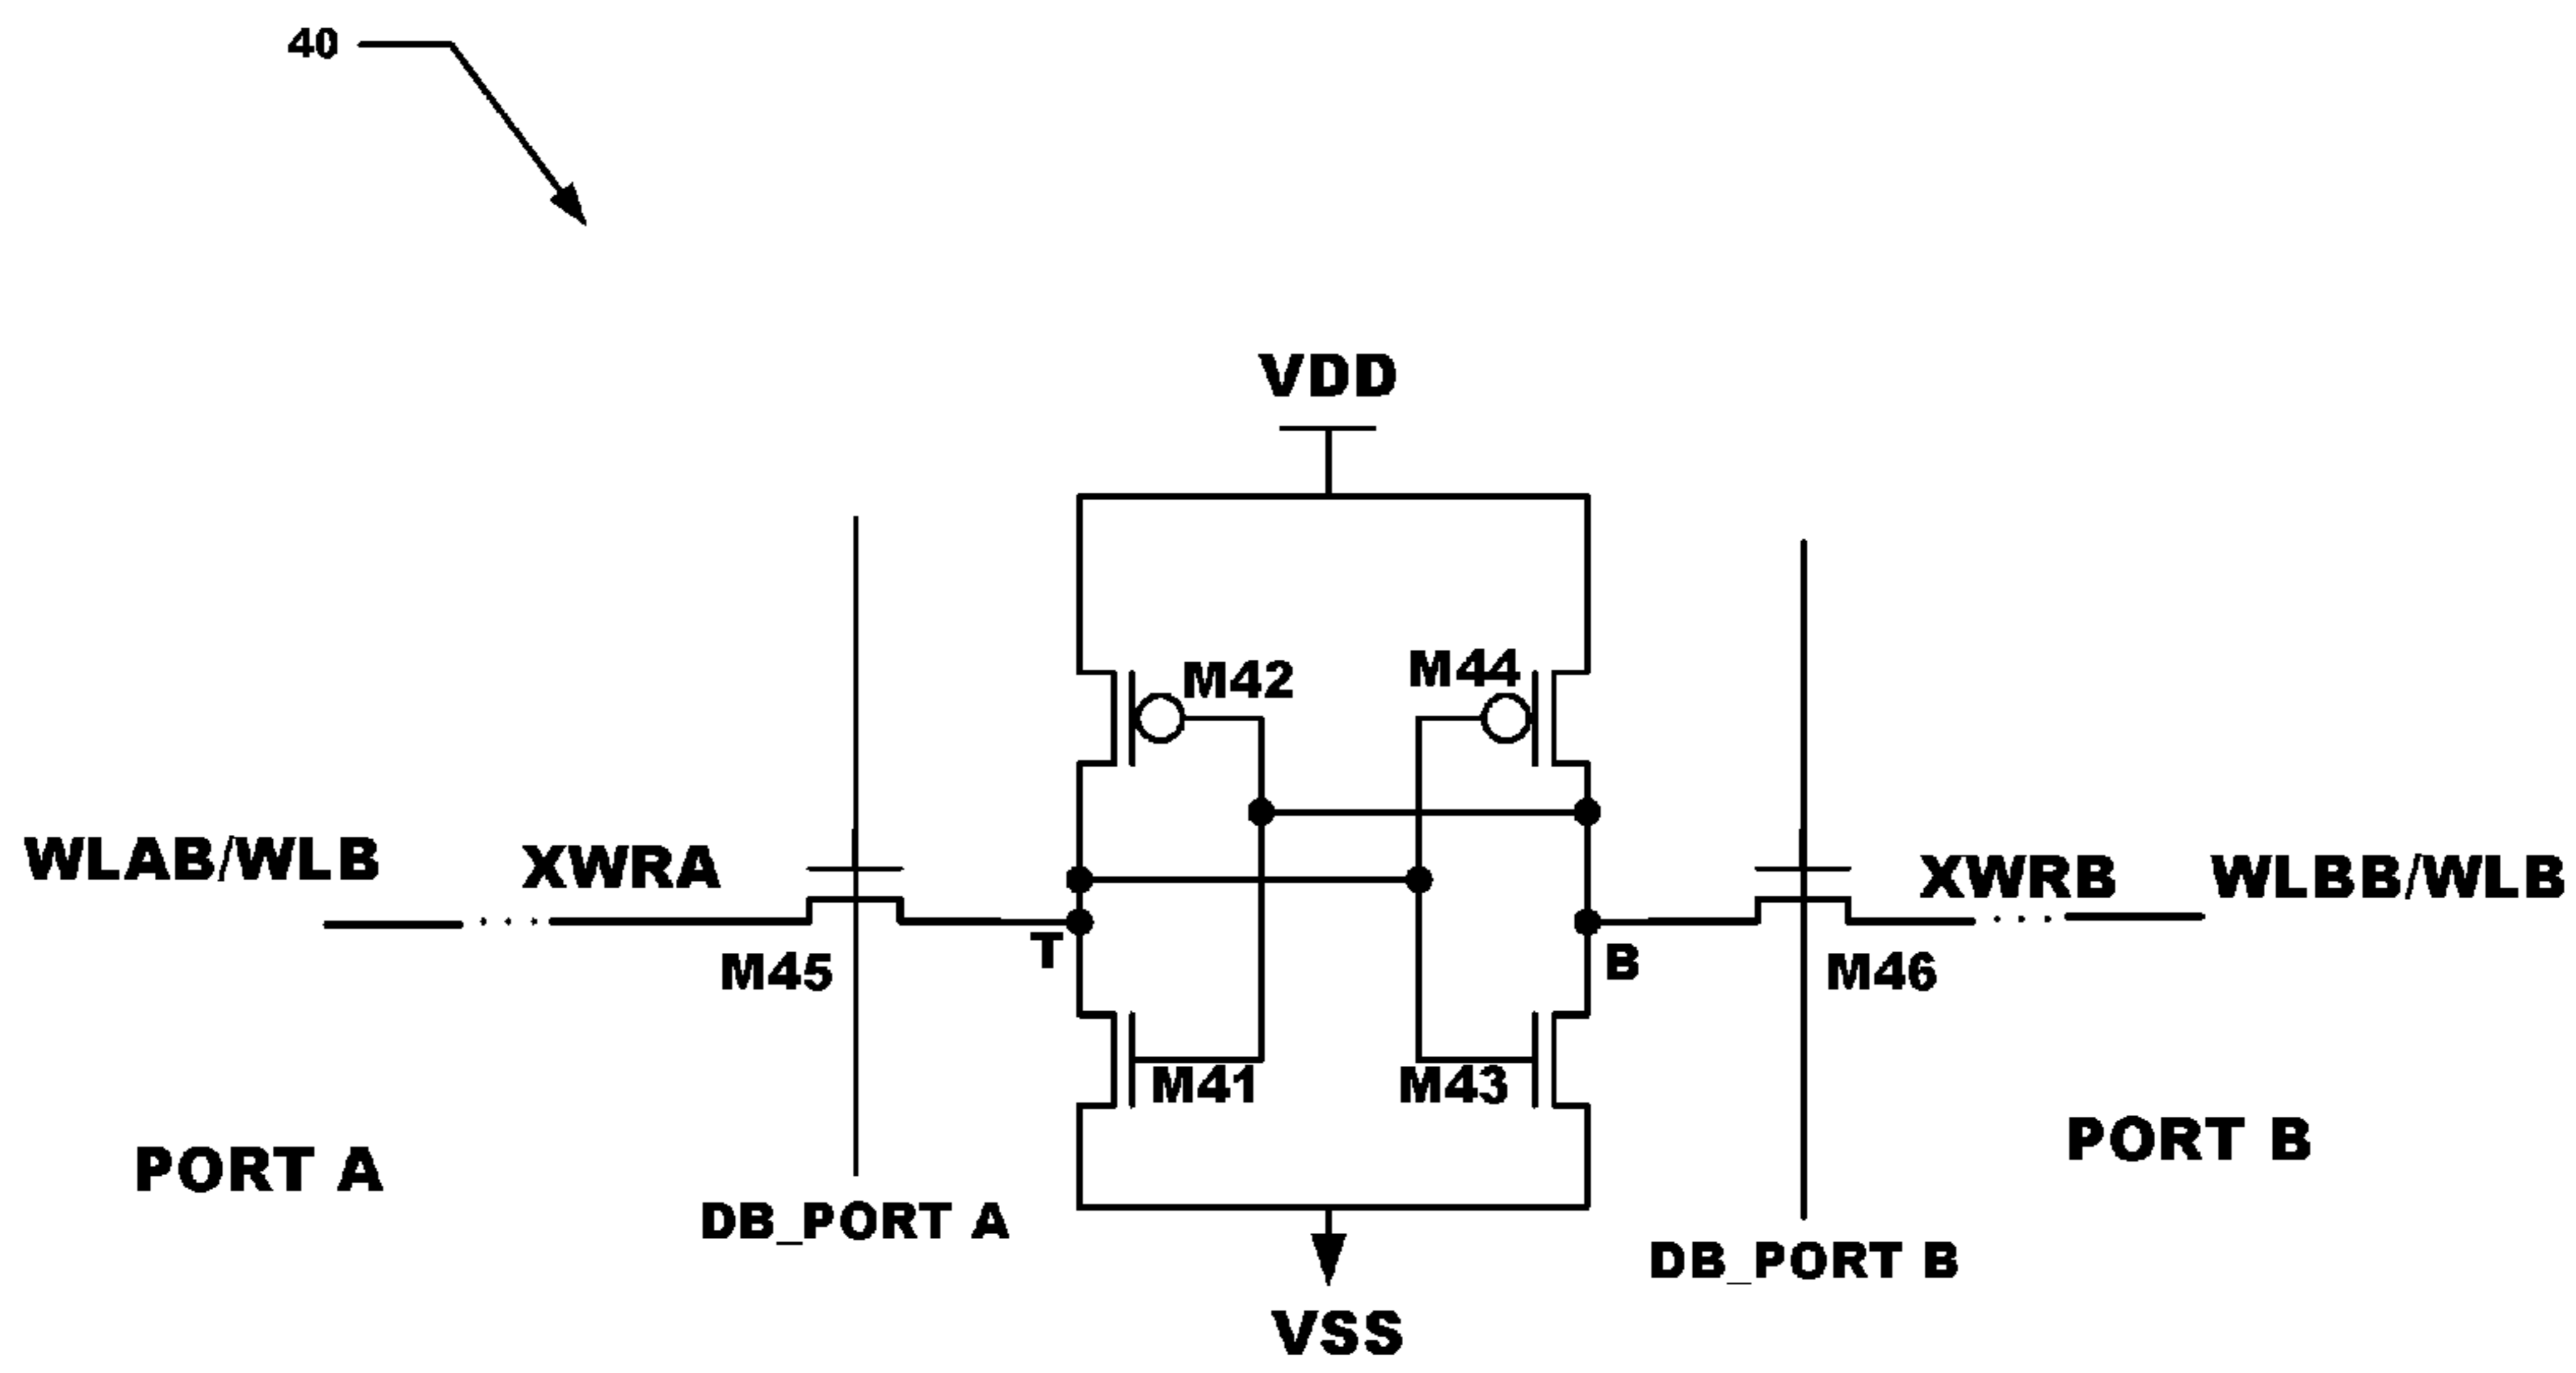 40
VDD
M42
M44
WLAB/WLB
XWRA
XWRB
WLBB/WLB
T
B
M45
M46
M41
M43
PORT A
PORT B
DB_PORT A
DB_PORT B
VSS